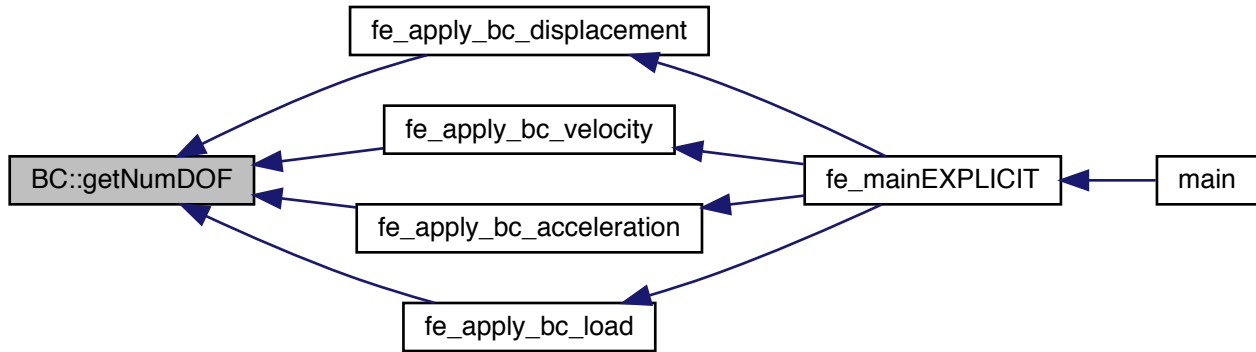 fe_apply_bc_displacement
fe_apply_bc_velocity
BC::getNumDOF
fe_mainEXPLICIT
main
fe_apply_bc_acceleration
fe_apply_bc_load